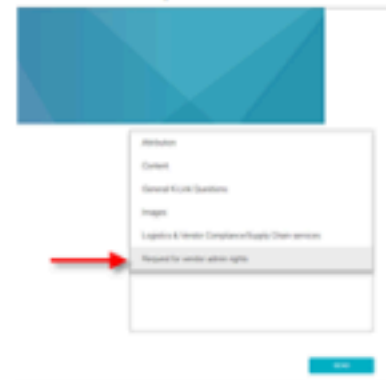 Attribution
Content
General K-Link Questions
Images
Logistics & Vendor Compliance/Supply Chain services
Request for vendor admin rights